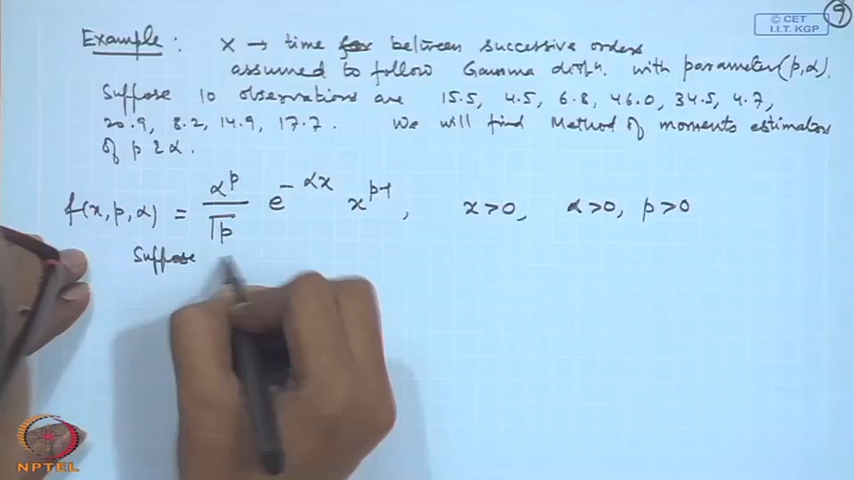 © CET
I.I.T. KGP
9
Example : X → time for between successive orders
assumed to follow Gamma distⁿ. with parameter (p, α).
Suppose 10 observations are 15.5, 4.5, 6.8, 46.0, 34.5, 4.7,
20.9, 8.2, 14.9, 17.7. We will find Method of moments estimators
of p & α.
f(x, p, α) = α^p / Γp e^{-αx} x^{p-1}, x > 0, α > 0, p > 0
Suppose
NPTEL